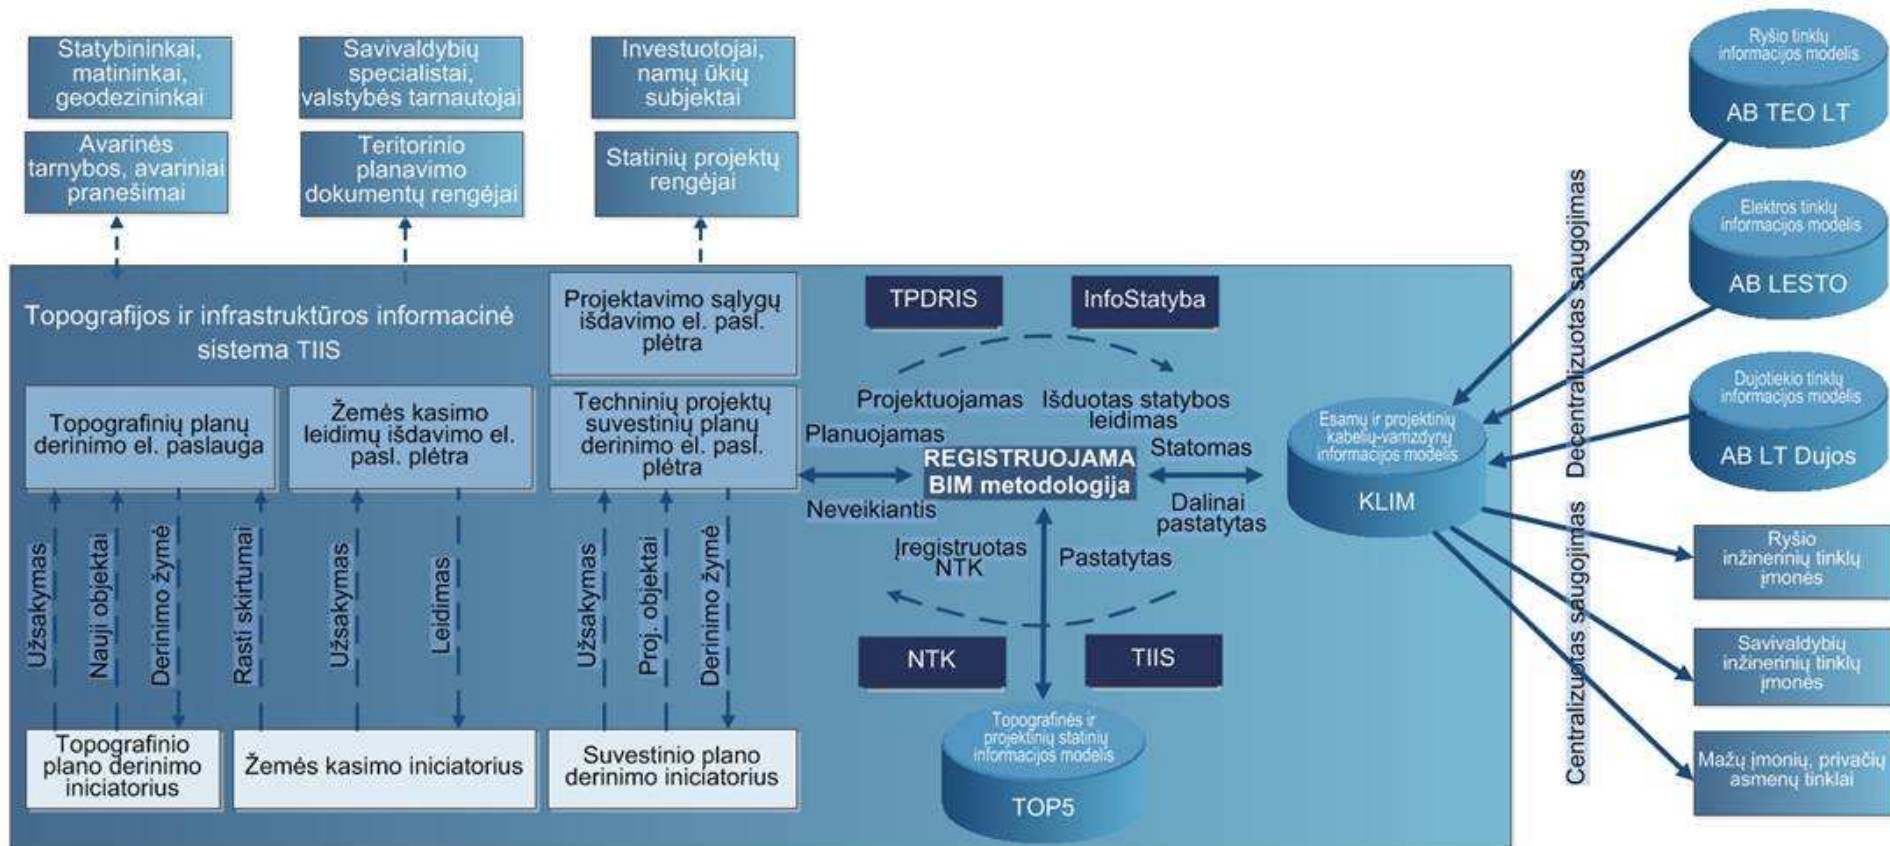 Statybininkai,
matininkai,
geodezininkai
Savivaldybių
specialistai,
valstybės tarnautojai
Investuotojai,
namų ūkių
subjektai
Avarinės
tarnybos, avariniai
pranešimai
Teritorinio
planavimo
dokumentų rengėjai
Statinių projektų
rengėjai
Topografijos ir infrastruktūros informacinė
sistema TIIS
Projektavimo sąlygų
išdavimo el. pasl.
plėtra
Topografinių planų
derinimo el. paslauga
Žemės kasimo
leidimų išdavimo el.
pasl. plėtra
Techninių projektų
suvestinių planų
derinimo el. pasl.
plėtra
Užsakymas
Nauji objektai
Derinimo žymė
Rasti skirtumai
Užsakymas
Leidimas
Užsakymas
Proj. objektai
Derinimo žymė
Topografinio
plano derinimo
iniciatorius
Žemės kasimo iniciatorius
Suvestinio plano
derinimo iniciatorius
TPDRIS
InfoStatyba
Projektuojamas
Išduotas statybos
leidimas
Planuojamas
Statomas
REGISTRUOJAMA
BIM metodologija
Neveikiantis
Dalinai
pastatytas
Įregistruotas
NTK
Pastatytas
NTK
TIIS
Topografinės ir
projektinių statinių
informacijos modelis
TOP5
Esamų ir projektinių
kabelių-vamzdynų
informacijos modelis
KLIM
Decentralizuotas saugojimas
Centralizuotas saugojimas
Ryšio tinklų
informacijos modelis
AB TEO LT
Elektros tinklų
informacijos modelis
AB LESTO
Dujotiekio tinklų
informacijos modelis
AB LT Dujos
Ryšio
inžinerinių tinklų
įmonės
Savivaldybių
inžinerinių tinklų
įmonės
Mažų įmonių, privačių
asmenų tinklai